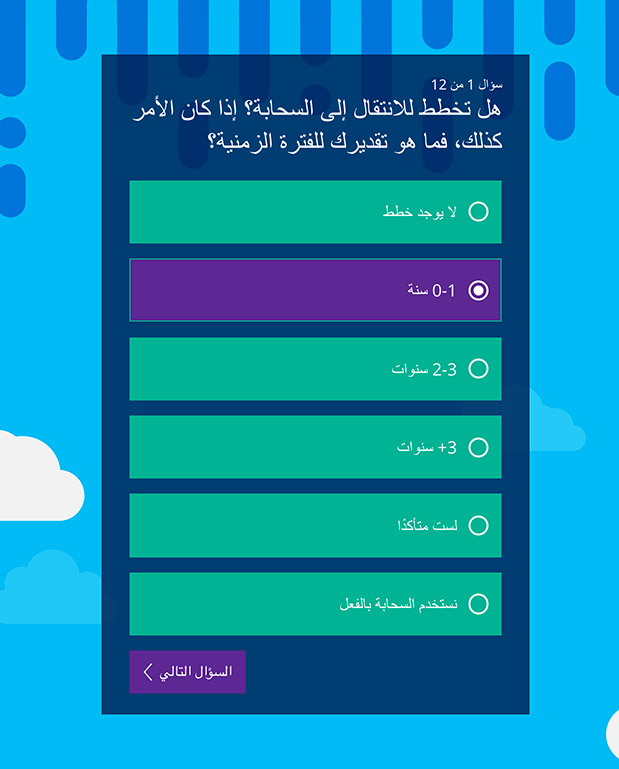 سؤال 1 من 12
هل تخطط للانتقال إلى السحابة؟ إذا كان الأمر
كذلك، فما هو تقديرك للفترة الزمنية؟
لا يوجد خطط
0-1 سنة
2-3 سنوات
3+ سنوات
لست متأكدًا
نستخدم السحابة بالفعل
السؤال التالي